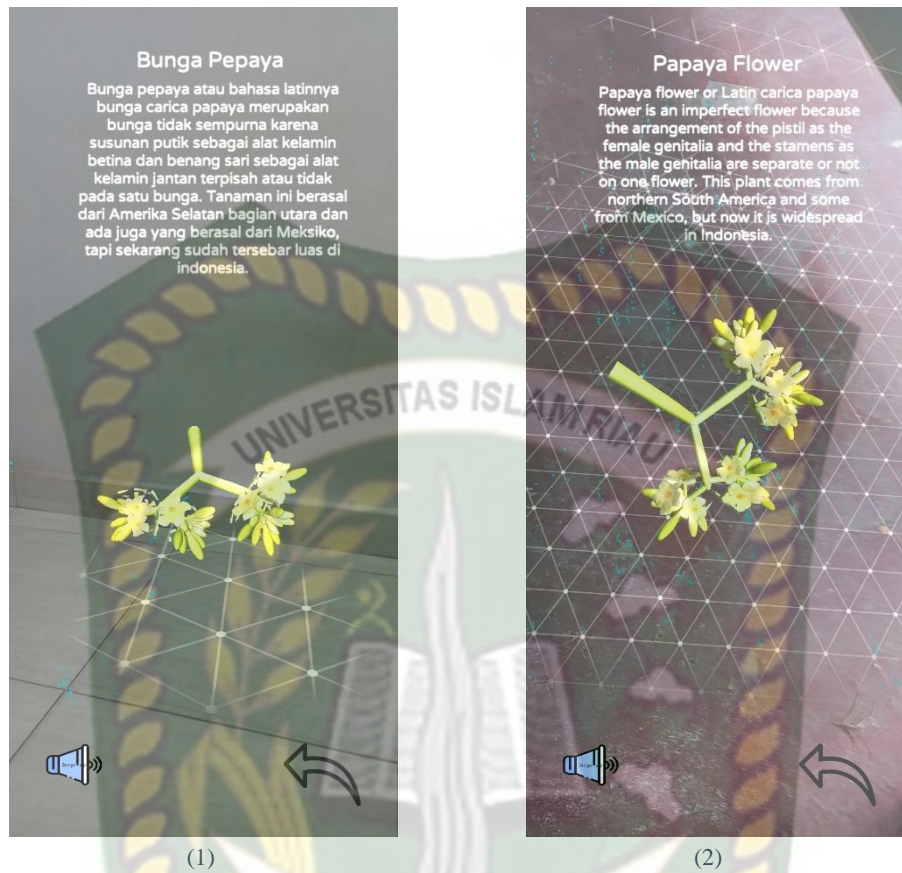 Bunga Pepaya
Bunga pepaya atau bahasa latinnya
bunga carica papaya merupakan
bunga tidak sempurna karena
susunan putik sebagai alat kelamin
betina dan benang sari sebagai alat
kelamin jantan terpisah atau tidak
pada satu bunga. Tanaman ini berasal
dari Amerika Selatan bagian utara dan
ada juga yang berasal dari Meksiko,
tapi sekarang sudah tersebar luas di
indonesia.
(1)
Papaya Flower
Papaya flower or Latin carica papaya
flower is an imperfect flower because
the arrangement of the pistil as the
female genitalia and the stamens as
the male genitalia are separate or not
on one flower. This plant comes from
northern South America and some
from Mexico, but now it is widespread
in Indonesia.
(2)
UNIVERSITAS ISLAM RIAU